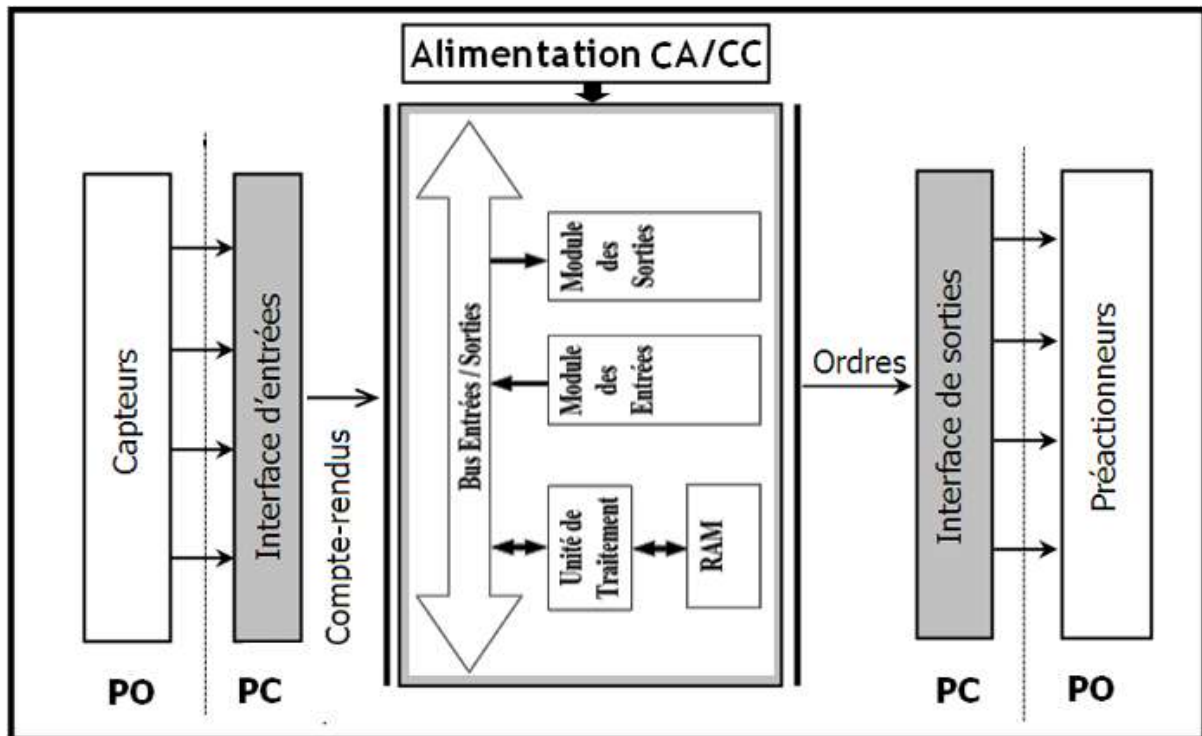 Alimentation CA/CC
Capteurs
Interface d'entrées
Compte-rendus
Bus Entrées / Sorties
Module
des
Sorties
Module
des
Entrées
Unité de
Traitement
RAM
Ordres
Interface de sorties
Préactionneurs
PO
PC
PC
PO